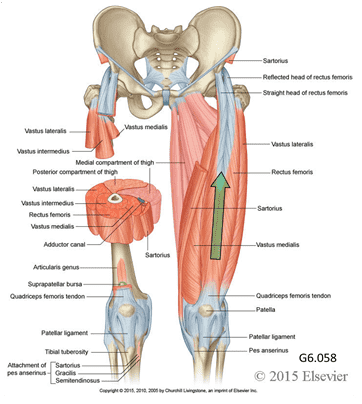 Sartorius
Reflected head of rectus femoris
Straight head of rectus femoris
Vastus lateralis
Vastus medialis
Vastus intermedius
Medial compartment of thigh
Posterior compartment of thigh
Vastus lateralis
Vastus intermedius
Rectus femoris
Vastus medialis
Adductor canal
Sartorius
Vastus lateralis
Rectus femoris
Sartorius
Vastus medialis
Articularis genus
Suprapatellar bursa
Quadriceps femoris tendon
Patellar ligament
Tibial tuberosity
Attachment of
pes anserinus
Sartorius
Gracilis
Semitendinosus
Quadriceps femoris tendon
Patella
Patellar ligament
Pes anserinus
G6.058
© 2015 Elsevier
Copyright © 2015, 2010, 2005 by Churchill Livingstone, an imprint of Elsevier Inc.